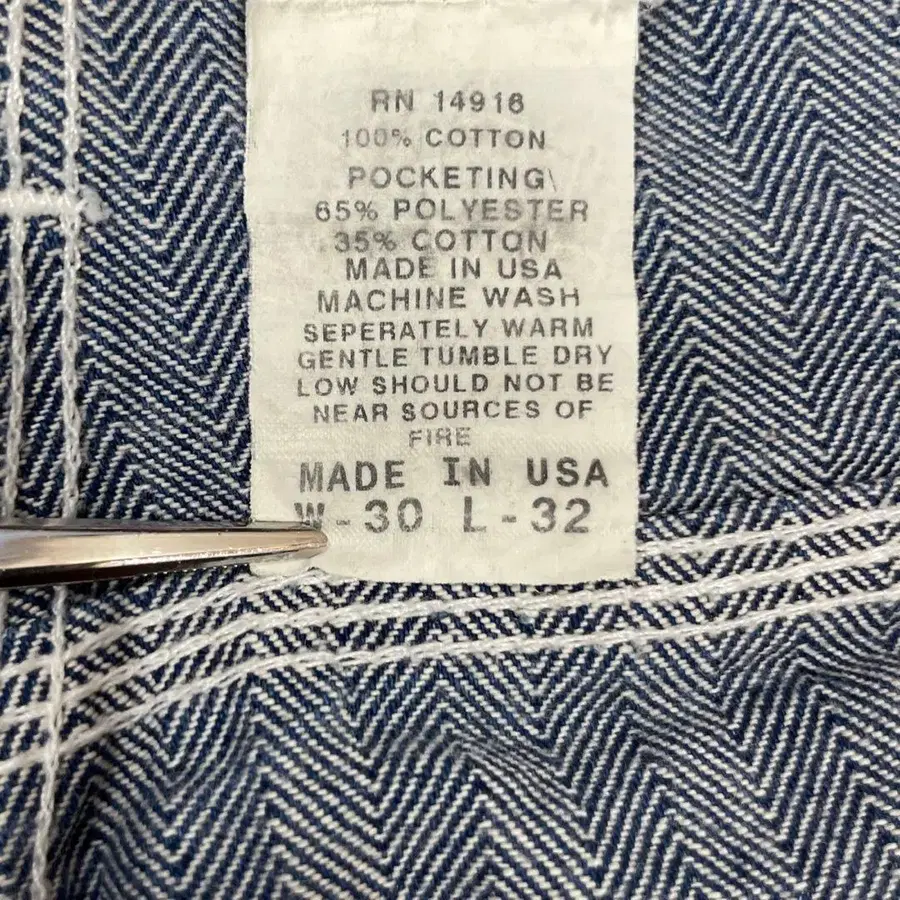 RN 14916
100% COTTON
POCKETING\
65% POLYESTER
35% COTTON
MADE IN USA
MACHINE WASH
SEPERATELY WARM
GENTLE TUMBLE DRY
LOW SHOULD NOT BE
NEAR SOURCES OF
FIRE
MADE IN USA
W-30 L-32